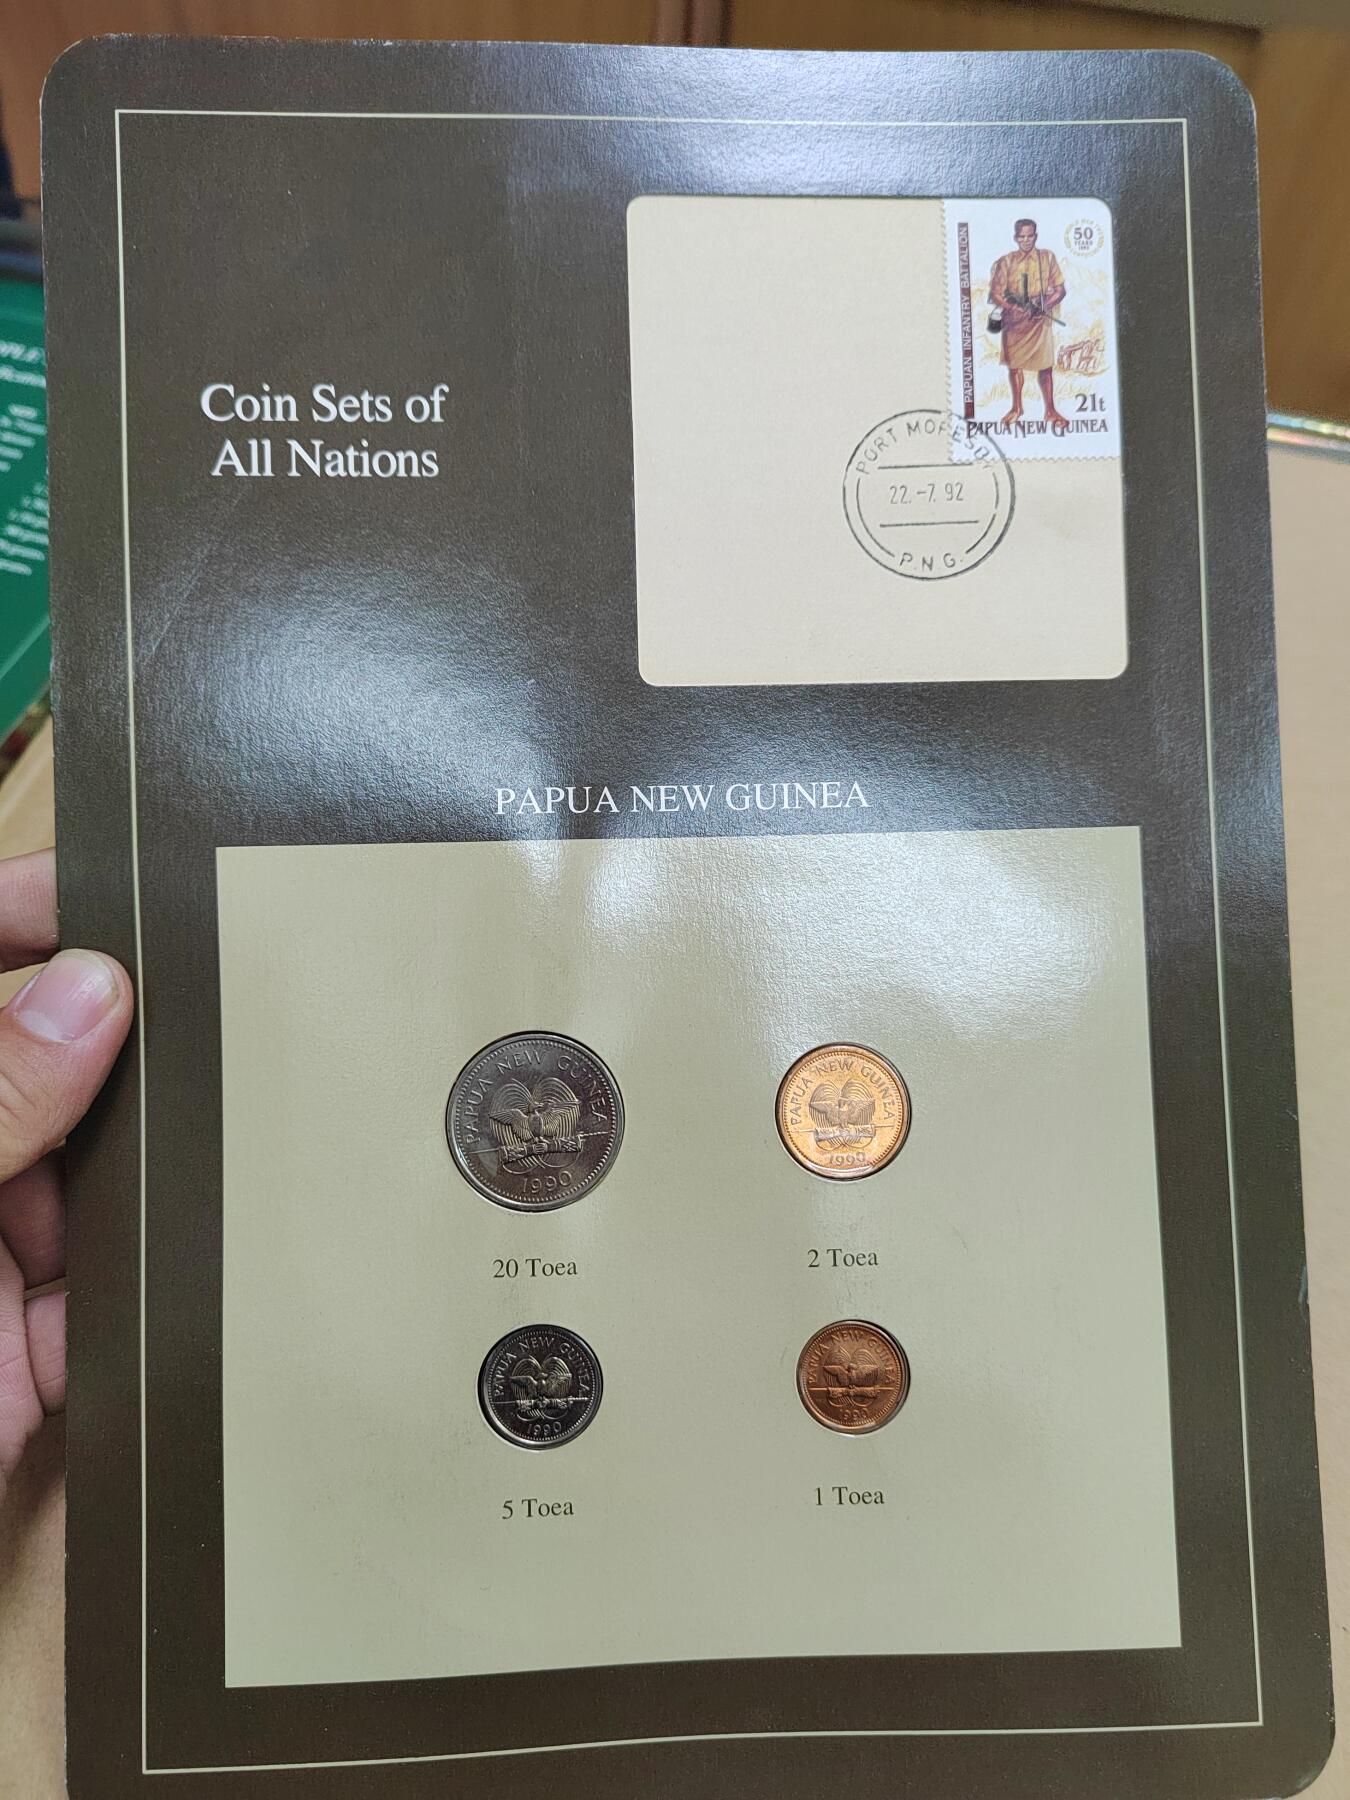 Coin Sets of
All Nations
PAPUAN INFANTRY BATTALION
50
YEARS
1992
21t
PAPUA NEW GUINEA
PORT MORESBY
22.-7.92
P.N.G.
PAPUA NEW GUINEA
PAPUA NEW GUINEA
1990
PAPUA NEW GUINEA
1990
20 Toea
2 Toea
PAPUA NEW GUINEA
1990
PAPUA NEW GUINEA
1990
5 Toea
1 Toea